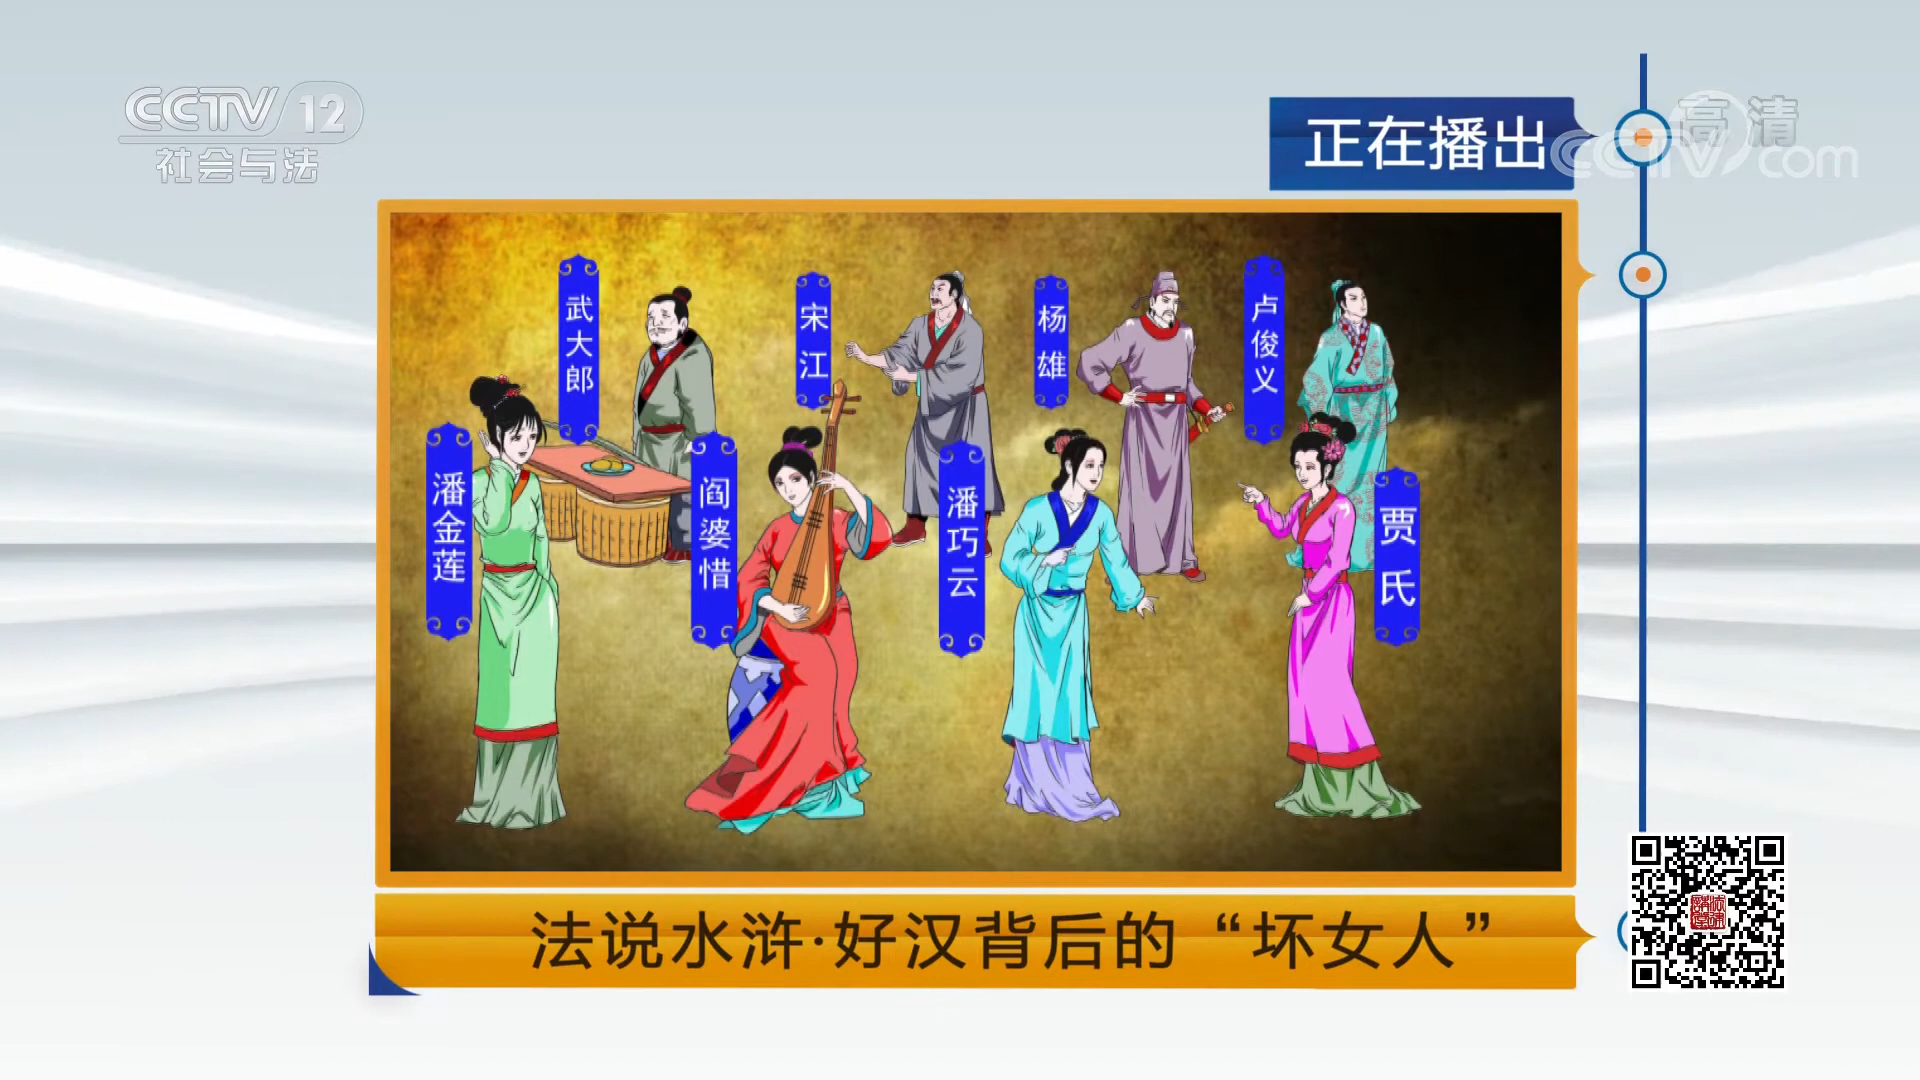 CCTV 12
社会与法
正在播出
高清
CCTV.com
武大郎
宋江
杨雄
卢俊义
潘金莲
阎婆惜
潘巧云
贾氏
法说水浒·好汉背后的“坏女人”